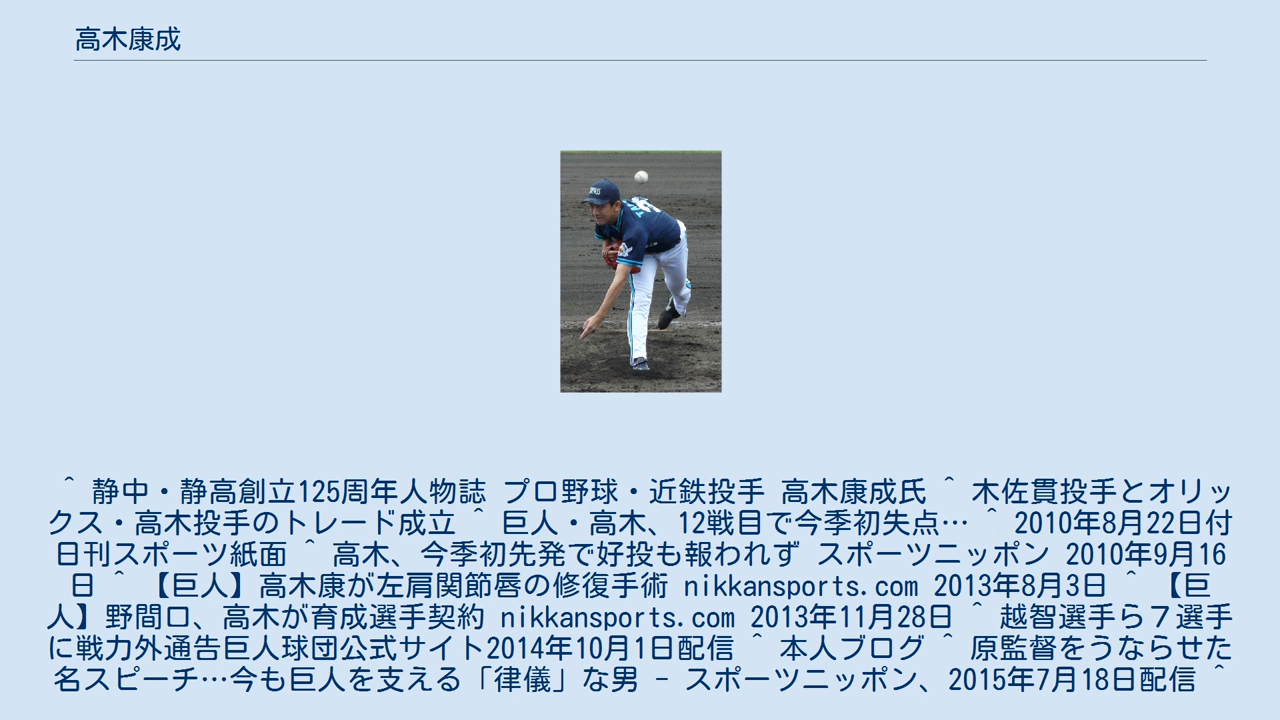 高木康成
^ 静中・静高創立125周年人物誌 プロ野球・近鉄投手 高木康成氏 ^ 木佐貫投手とオリッ
クス・高木投手のトレード成立 ^ 巨人・高木、12戦目で今季初失点… ^ 2010年8月22日付
日刊スポーツ紙面 ^ 高木、今季初先発で好投も報われず スポーツニッポン 2010年9月16
日 ^ 【巨人】高木康が左肩関節唇の修復手術 nikkansports.com 2013年8月3日 ^ 【巨
人】野間口、高木が育成選手契約 nikkansports.com 2013年11月28日 ^ 越智選手ら７選手
に戦力外通告巨人球団公式サイト2014年10月1日配信 ^ 本人ブログ ^ 原監督をうならせた
名スピーチ…今も巨人を支える「律儀」な男 - スポーツニッポン、2015年7月18日配信 ^